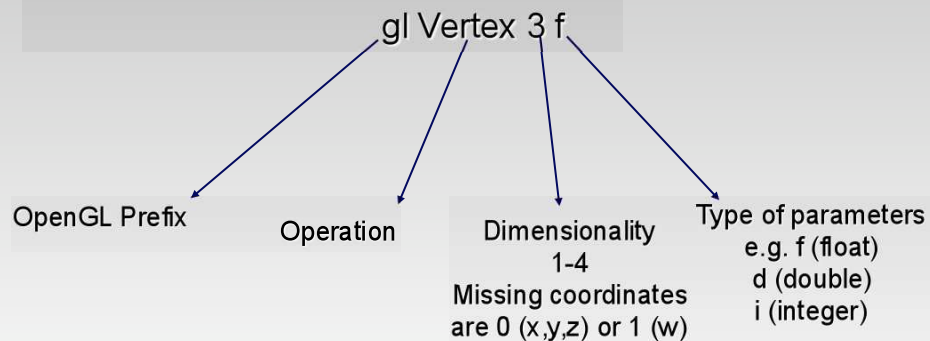 gl Vertex 3 f
OpenGL Prefix
Operation
Dimensionality
1-4
Missing coordinates
are 0 (x,y,z) or 1 (w)
Type of parameters
e.g. f (float)
d (double)
i (integer)